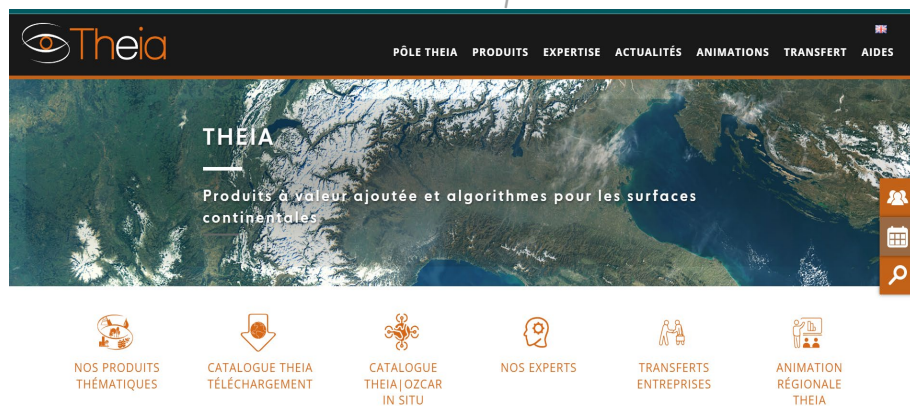 Theia
PÔLE THEIA PRODUITS EXPERTISE ACTUALITÉS ANIMATIONS TRANSFERT AIDES
THEIA
Produits à valeur ajoutée et algorithmes pour les surfaces
continentales
NOS PRODUITS
THÉMATIQUES
CATALOGUE THEIA
TÉLÉCHARGEMENT
CATALOGUE
THEIA|OZCAR
IN SITU
NOS EXPERTS
TRANSFERTS
ENTREPRISES
ANIMATION
RÉGIONALE
THEIA